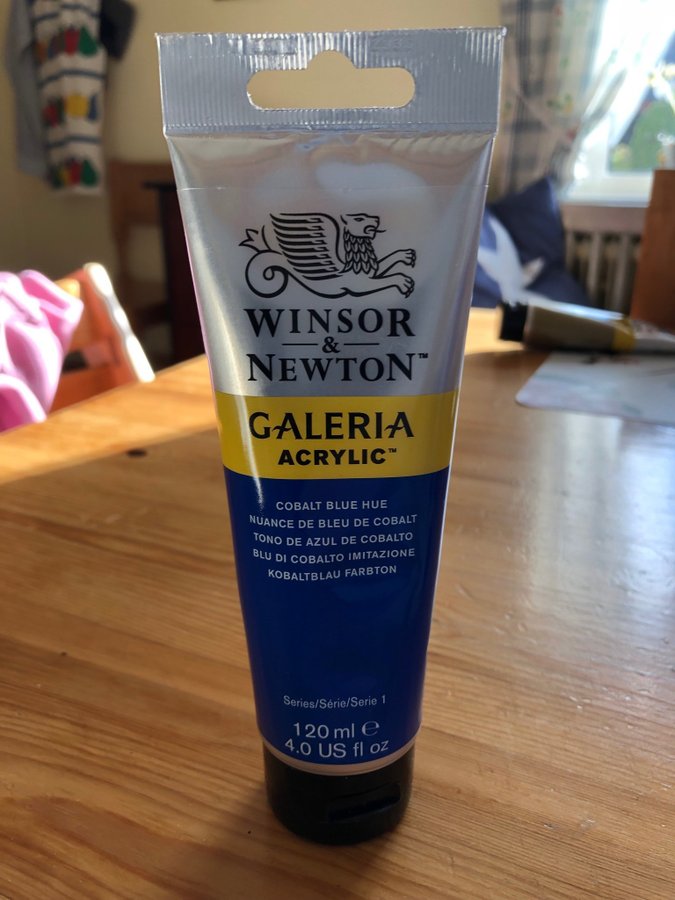 WINSOR
&
NEWTON™
GALERIA
ACRYLIC™
COBALT BLUE HUE
NUANCE DE BLEU DE COBALT
TONO DE AZUL DE COBALTO
BLU DI COBALTO IMITAZIONE
KOBALTBLAU FARBTON
Series/Série/Serie 1
120 ml ℮
4.0 US fl oz